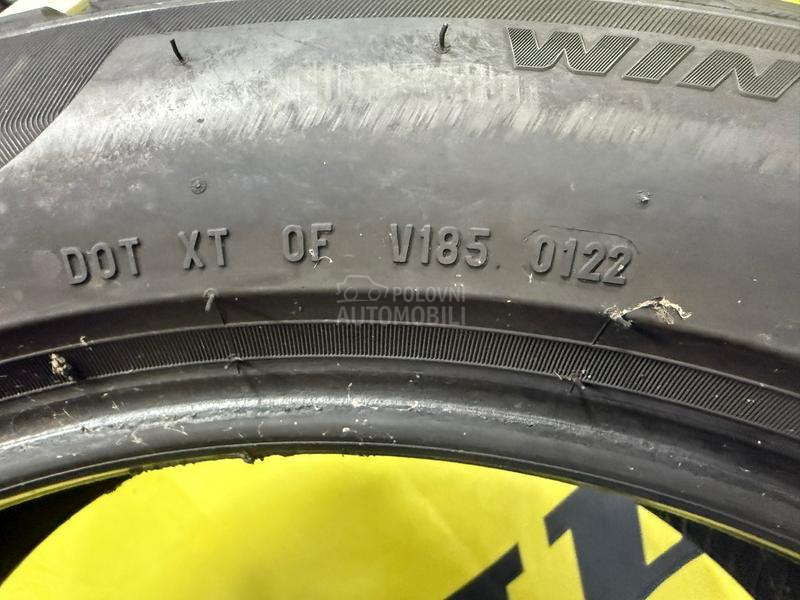 WIN
DOT XT 0F V185 0122
POLOVNI
AUTOMOBILI